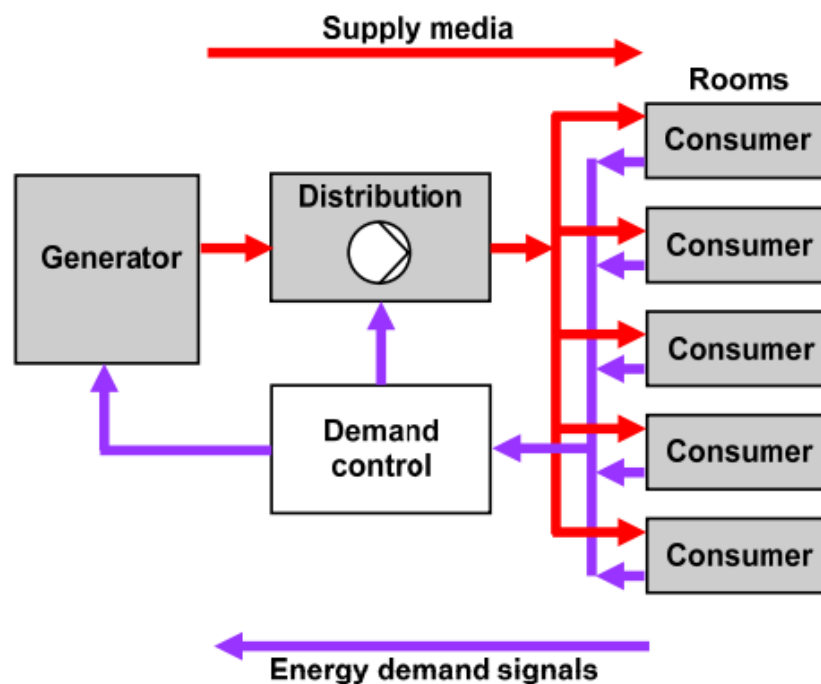 Supply media
Rooms
Consumer
Distribution
Generator
Consumer
Consumer
Demand
control
Consumer
Consumer
Energy demand signals